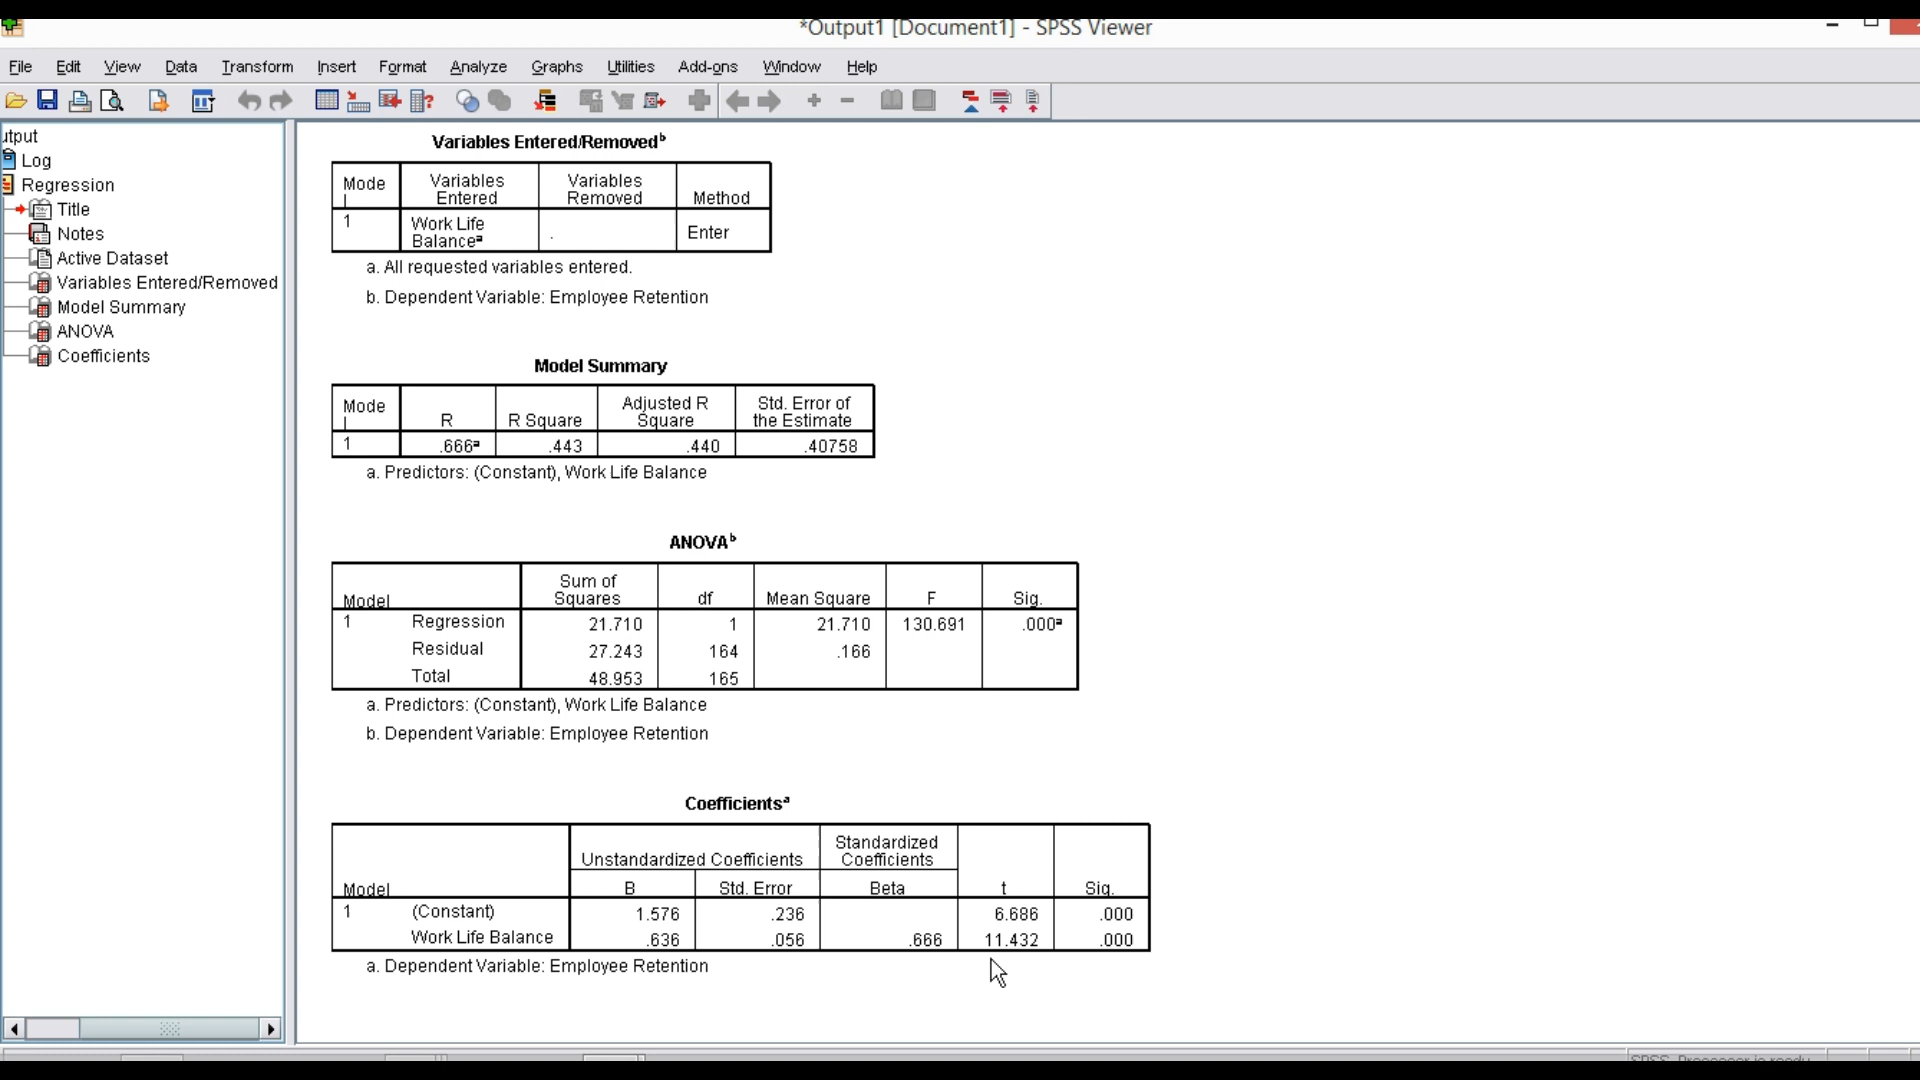 *Output1 [Document1] - SPSS Viewer
File Edit View Data Transform Insert Format Analyze Graphs Utilities Add-ons Window Help
utput
Log
Regression
Title
Notes
Active Dataset
Variables Entered/Removed
Model Summary
ANOVA
Coefficients
Variables Entered/Removedb
Mode
l
Variables
Entered
Variables
Removed
Method
1 Work Life
Balancea . Enter
a. All requested variables entered.
b. Dependent Variable: Employee Retention
Model Summary
Mode
l
R R Square Adjusted R
Square
Std. Error of
the Estimate
1 .666a .443 .440 .40758
a. Predictors: (Constant), Work Life Balance
ANOVAb
Model Sum of
Squares df Mean Square F Sig.
1 Regression 21.710 1 21.710 130.691 .000a
Residual 27.243 164 .166
Total 48.953 165
a. Predictors: (Constant), Work Life Balance
b. Dependent Variable: Employee Retention
Coefficientsa
Model Unstandardized Coefficients Standardized
Coefficients t Sig.
B Std. Error Beta
1 (Constant) 1.576 .236 6.686 .000
Work Life Balance .636 .056 .666 11.432 .000
a. Dependent Variable: Employee Retention
SPSS Processor is ready